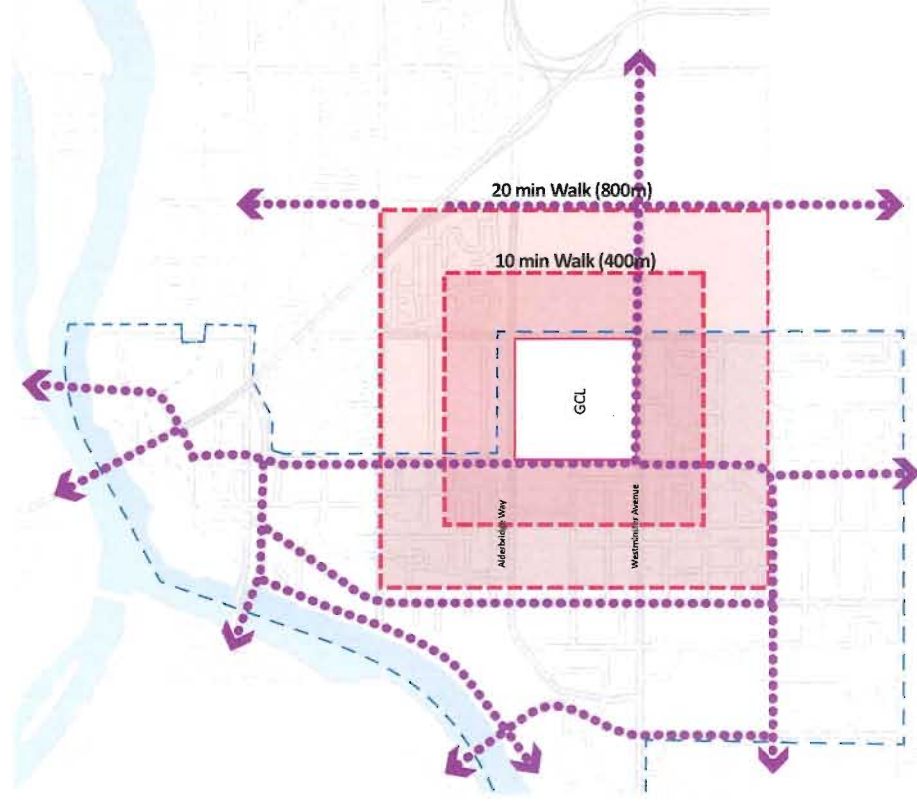 20 min Walk (800m)
10 min Walk (400m)
GCL
Alderbridge Way
Westminster Avenue